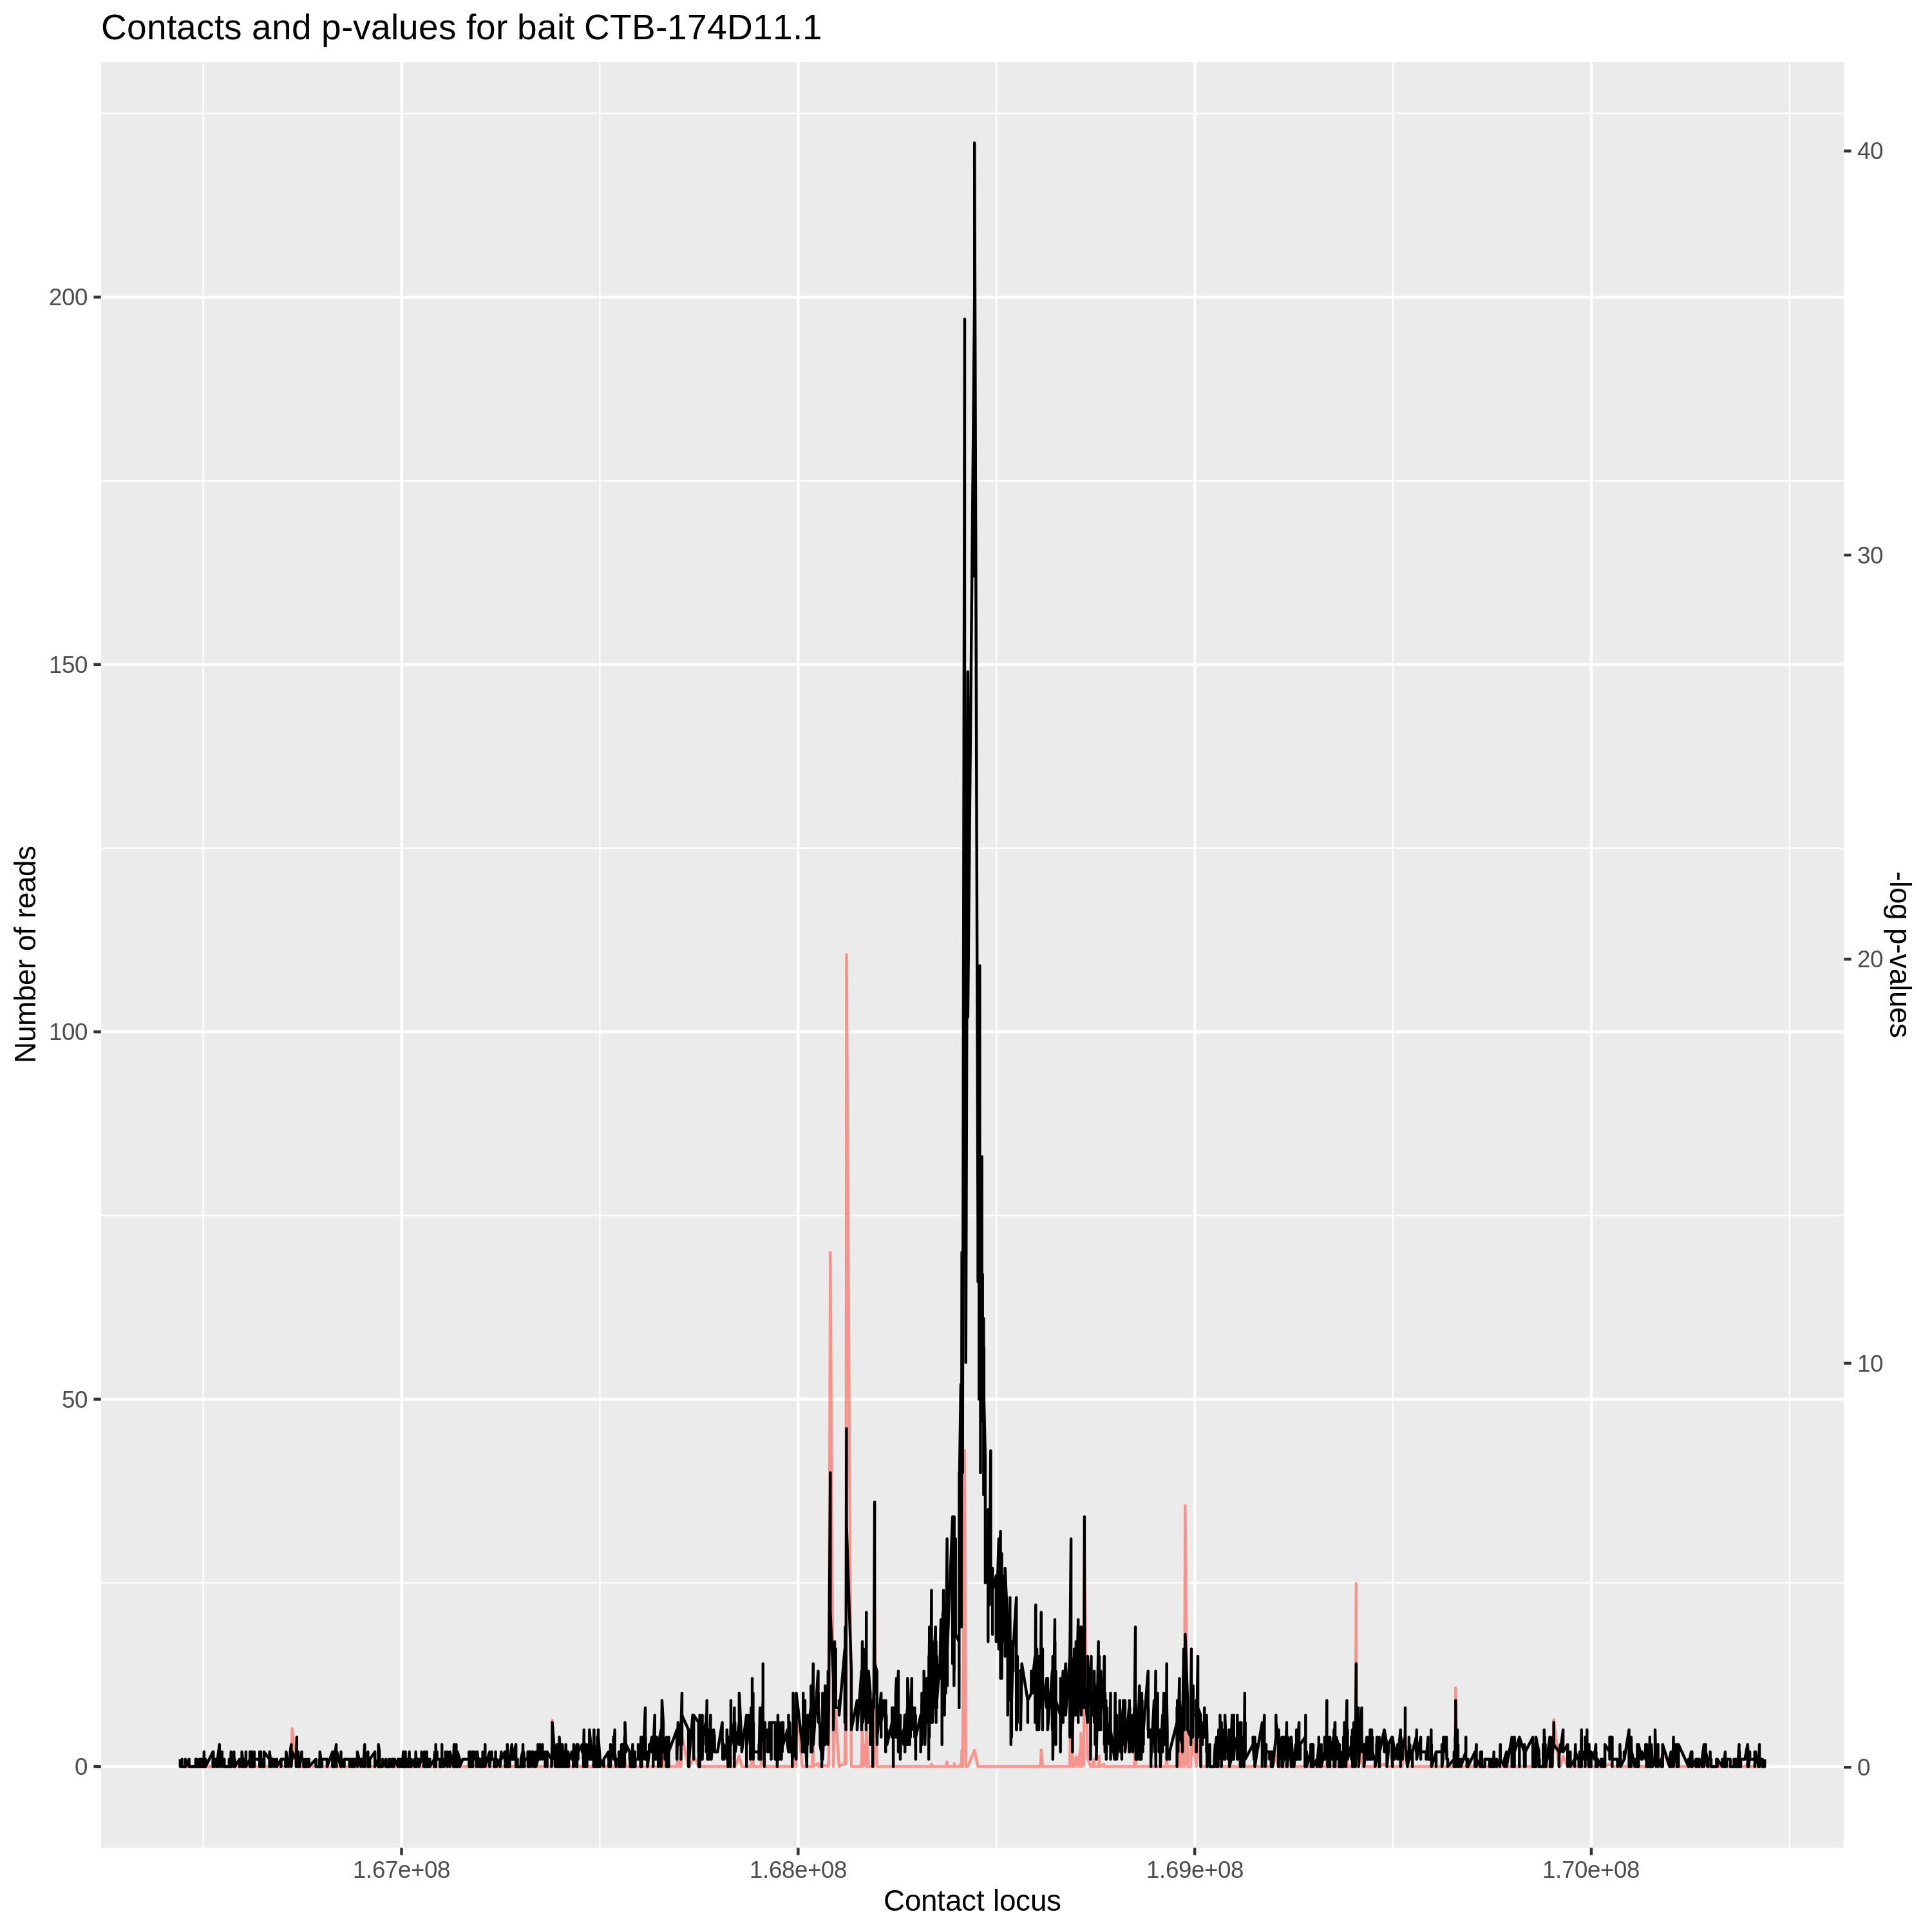 Contacts and p-values for bait CTB-174D11.1
Number of reads
200
150
100
50
0
40
30
20
10
0
-log p-values
1.67e+08
1.68e+08
1.69e+08
1.70e+08
Contact locus